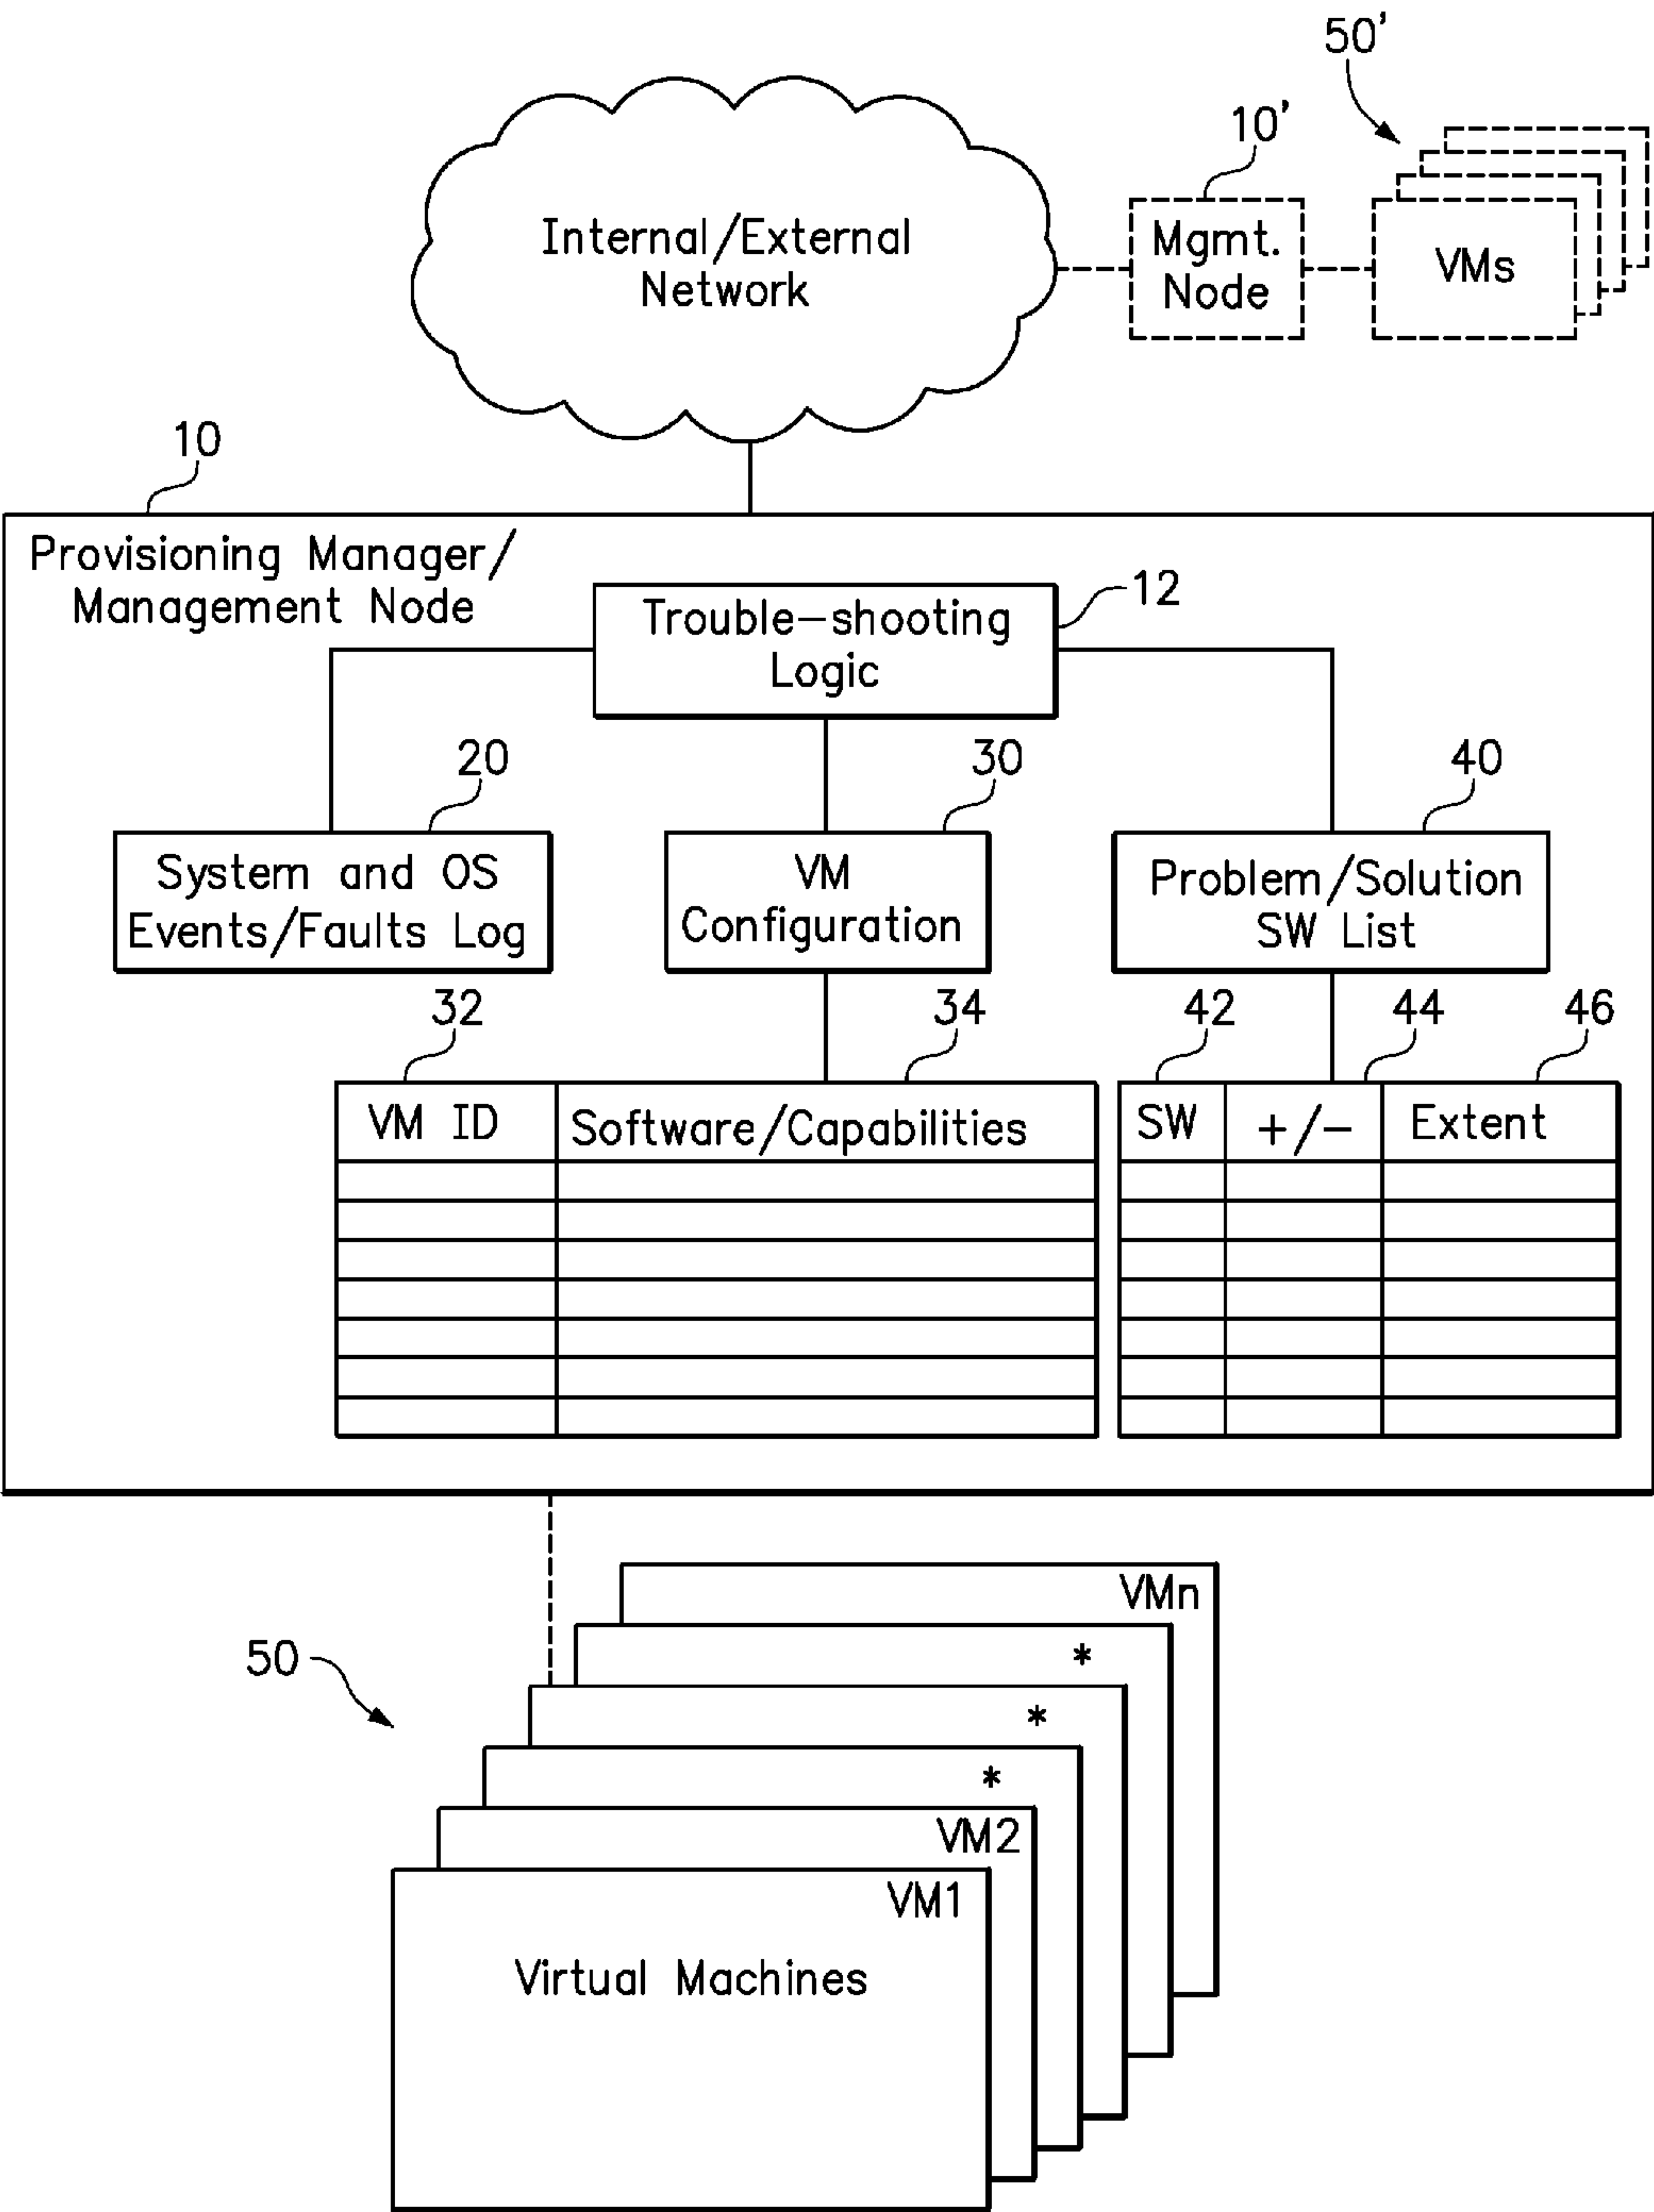 50'
10'
Internal/External
Network
Mgmt.
Node
VMs
10
Provisioning Manager/
Management Node
12
Trouble-shooting
Logic
20
30
40
System and OS
Events/Faults Log
VM
Configuration
Problem/Solution
SW List
32
34
42
44
46
VM ID
Software/Capabilities
SW
+/-
Extent
50
VMn
*
*
*
VM2
VM1
Virtual Machines